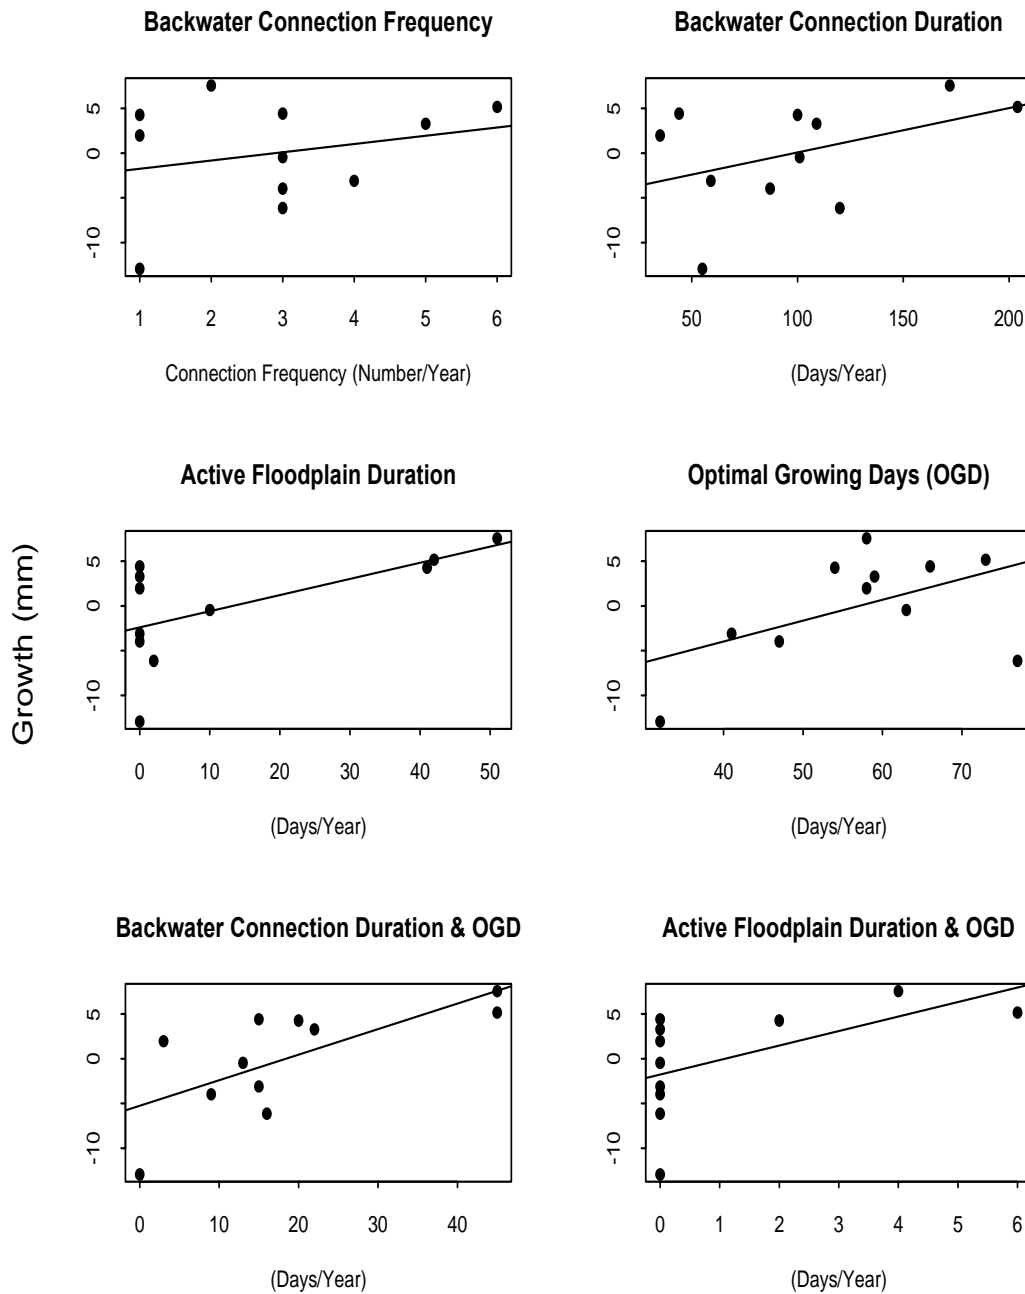 Backwater Connection Frequency
5
0
-10
1 2 3 4 5 6
Connection Frequency (Number/Year)
Backwater Connection Duration
5
0
-10
50 100 150 200
(Days/Year)
Growth (mm)
Active Floodplain Duration
5
0
-10
0 10 20 30 40 50
(Days/Year)
Optimal Growing Days (OGD)
5
0
-10
40 50 60 70
(Days/Year)
Backwater Connection Duration & OGD
5
0
-10
0 10 20 30 40
(Days/Year)
Active Floodplain Duration & OGD
5
0
-10
0 1 2 3 4 5 6
(Days/Year)